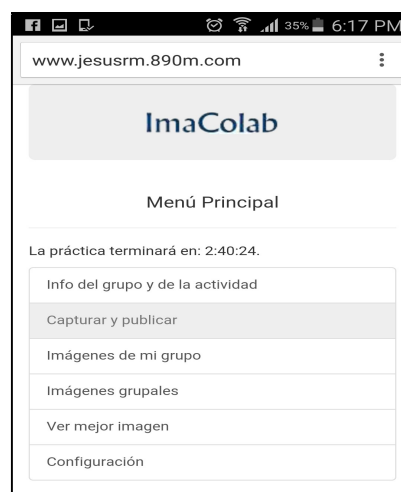 35% 6:17 PM
www.jesusrm.890m.com
ImaColab
Menú Principal
La práctica terminará en: 2:40:24.
Info del grupo y de la actividad
Capturar y publicar
Imágenes de mi grupo
Imágenes grupales
Ver mejor imagen
Configuración